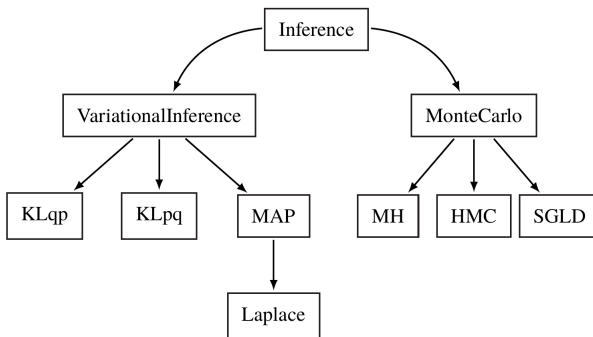 Inference
VariationalInference
MonteCarlo
KLqp
KLpq
MAP
MH
HMC
SGLD
Laplace